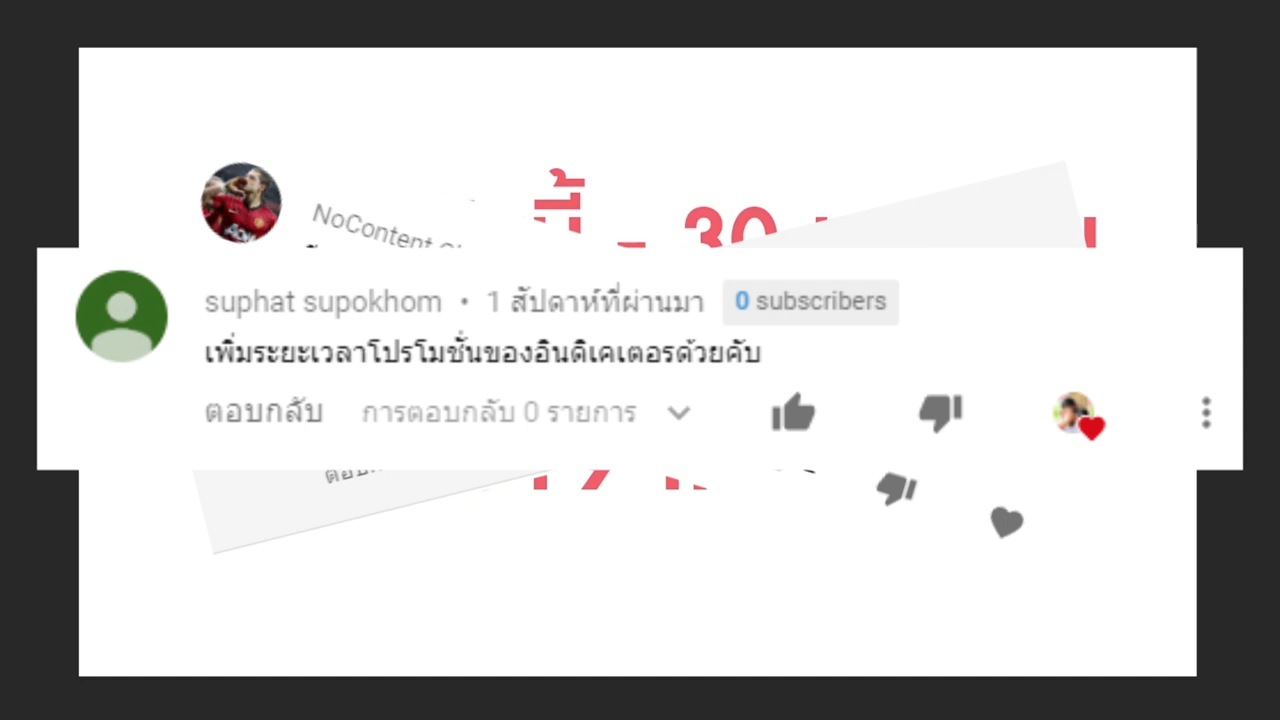 NoContent
นี้ - 30
suphat supokhom • 1 สัปดาห์ที่ผ่านมา 0 subscribers
เพิ่มระยะเวลาโปรโมชั่นของอินดิเคเตอรด้วยคับ
ตอบกลับ การตอบกลับ 0 รายการ